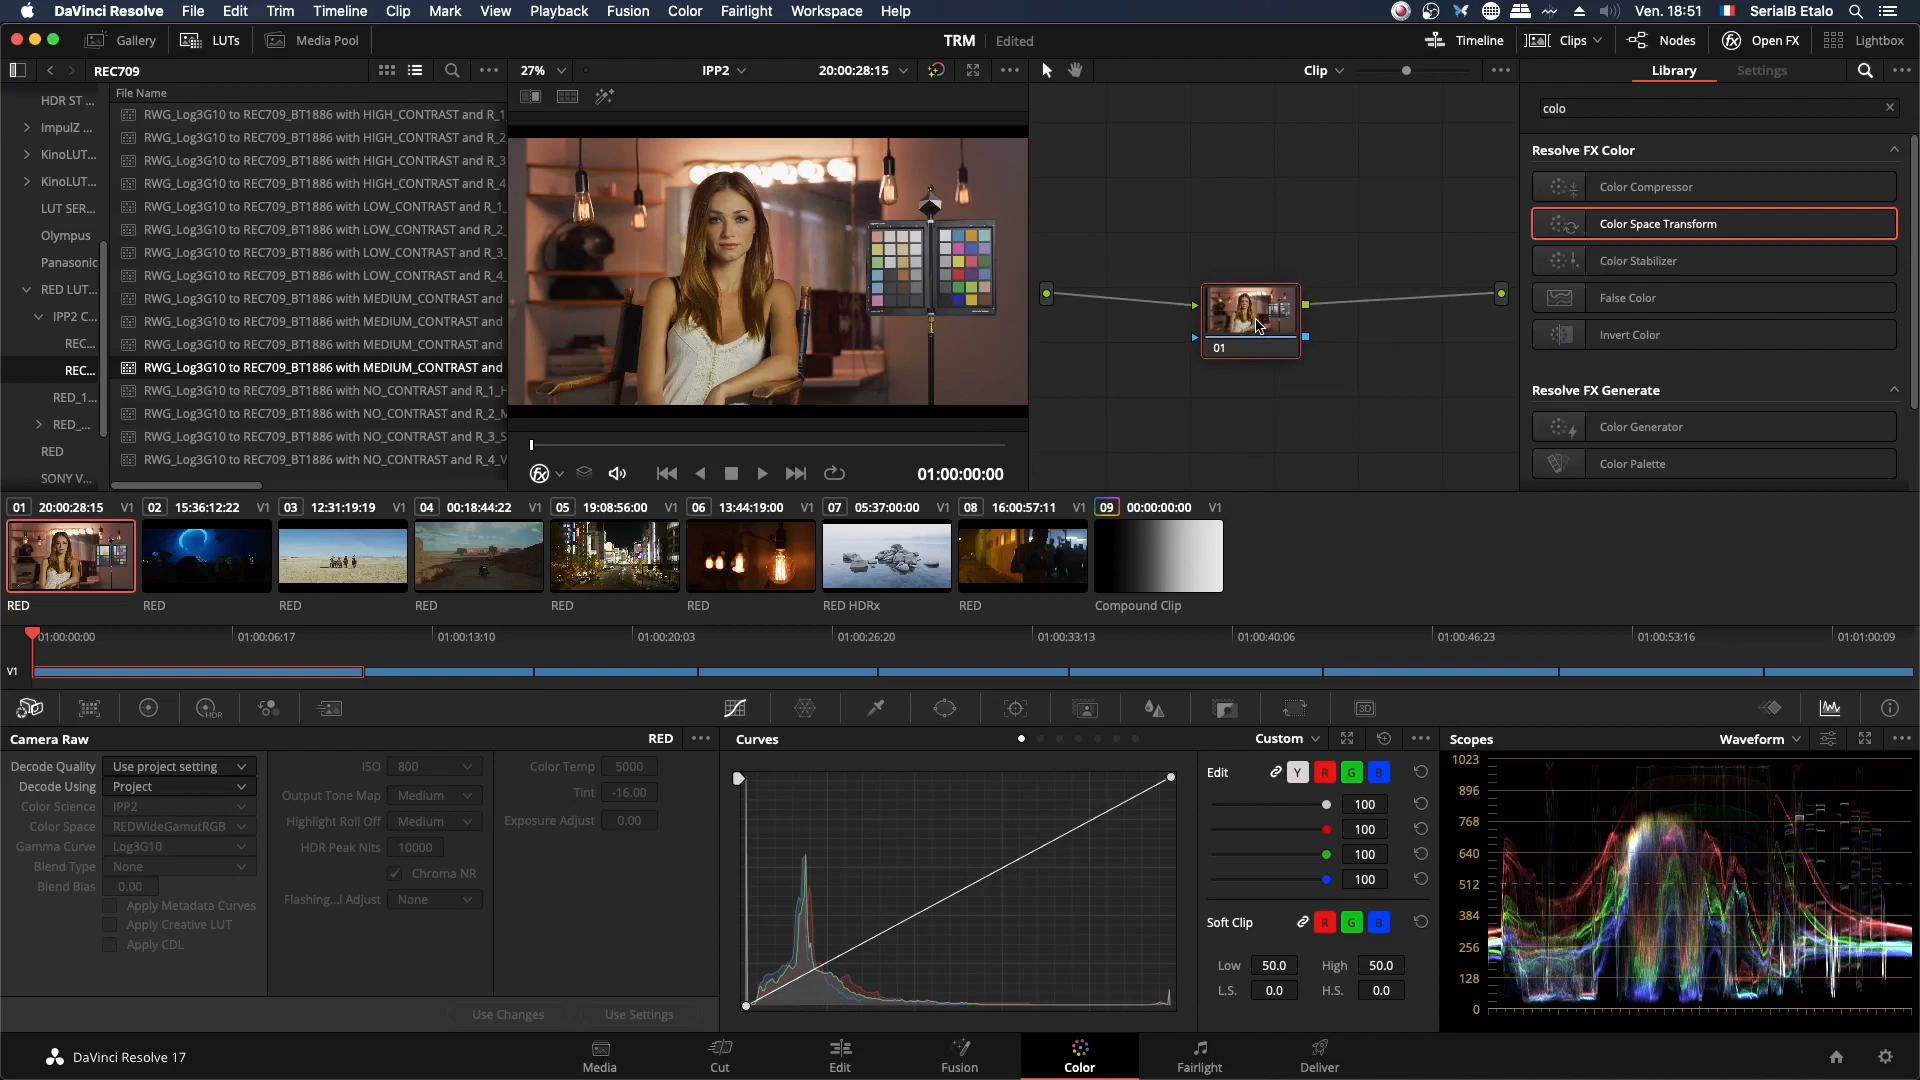 DaVinci Resolve File Edit Trim Timeline Clip Mark View Playback Fusion Color Fairlight Workspace Help Ven. 18:51 SerialB Etalo
Gallery LUTs Media Pool TRM Edited Timeline Clips Nodes Open FX Lightbox
REC709 27% IPP2 20:00:28:15 Clip Library Settings
File Name
HDR ST ...
ImpulZ ...
KinoLUT...
KinoLUT...
LUT SER...
Olympus
Panasonic
RED LUT...
IPP2 C...
REC...
REC...
RED_1...
RED_...
RED
SONY V...
RWG_Log3G10 to REC709_BT1886 with HIGH_CONTRAST and R_1_
RWG_Log3G10 to REC709_BT1886 with HIGH_CONTRAST and R_2_
RWG_Log3G10 to REC709_BT1886 with HIGH_CONTRAST and R_3_
RWG_Log3G10 to REC709_BT1886 with HIGH_CONTRAST and R_4_
RWG_Log3G10 to REC709_BT1886 with LOW_CONTRAST and R_1_
RWG_Log3G10 to REC709_BT1886 with LOW_CONTRAST and R_2_
RWG_Log3G10 to REC709_BT1886 with LOW_CONTRAST and R_3_
RWG_Log3G10 to REC709_BT1886 with LOW_CONTRAST and R_4_
RWG_Log3G10 to REC709_BT1886 with MEDIUM_CONTRAST and
RWG_Log3G10 to REC709_BT1886 with MEDIUM_CONTRAST and
RWG_Log3G10 to REC709_BT1886 with MEDIUM_CONTRAST and
RWG_Log3G10 to REC709_BT1886 with MEDIUM_CONTRAST and
RWG_Log3G10 to REC709_BT1886 with NO_CONTRAST and R_1_H
RWG_Log3G10 to REC709_BT1886 with NO_CONTRAST and R_2_M
RWG_Log3G10 to REC709_BT1886 with NO_CONTRAST and R_3_S
RWG_Log3G10 to REC709_BT1886 with NO_CONTRAST and R_4_V
01:00:00:00
01
colo
Resolve FX Color
Color Compressor
Color Space Transform
Color Stabilizer
False Color
Invert Color
Resolve FX Generate
Color Generator
Color Palette
01 20:00:28:15 V1 02 15:36:12:22 V1 03 12:31:19:19 V1 04 00:18:44:22 V1 05 19:08:56:00 V1 06 13:44:19:00 V1 07 05:37:00:00 V1 08 16:00:57:11 V1 09 00:00:00:00 V1
RED RED RED RED RED RED RED HDRx RED Compound Clip
01:00:00:00 01:00:06:17 01:00:13:10 01:00:20:03 01:00:26:20 01:00:33:13 01:00:40:06 01:00:46:23 01:00:53:16 01:01:00:09
V1
HDR 3D
Camera Raw RED
Decode Quality Use project setting
Decode Using Project
Color Science IPP2
Color Space REDWideGamutRGB
Gamma Curve Log3G10
Blend Type None
Blend Bias 0.00
Apply Metadata Curves
Apply Creative LUT
Apply CDL
ISO 800
Output Tone Map Medium
Highlight Roll Off Medium
HDR Peak Nits 10000
Chroma NR
Flashing...l Adjust None
Color Temp 5000
Tint -16.00
Exposure Adjust 0.00
Use Changes Use Settings
Curves Custom
Edit Y R G B
100
100
100
100
Soft Clip R G B
Low 50.0 High 50.0
L.S. 0.0 H.S. 0.0
Scopes Waveform
1023
896
768
640
512
384
256
128
0
DaVinci Resolve 17 Media Cut Edit Fusion Color Fairlight Deliver